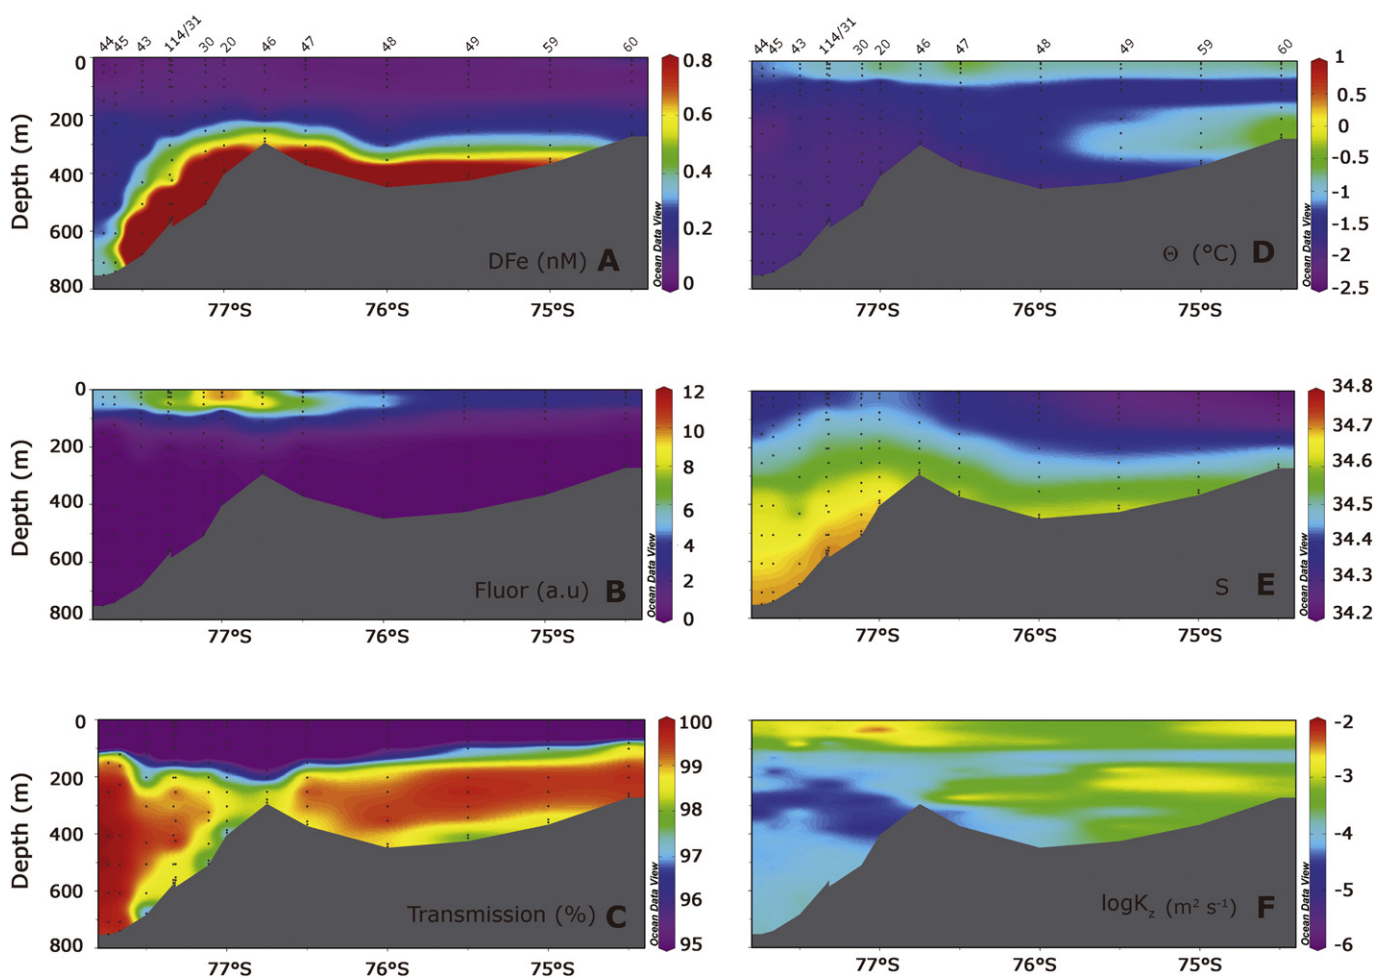 44 45 43 114/31 30 20 46 47 48 49 59 60
0 200 400 600 800
Depth (m)
77°S 76°S 75°S
DFe (nM) A
0.8 0.6 0.4 0.2 0
Ocean Data View
44 45 43 114/31 30 20 46 47 48 49 59 60
77°S 76°S 75°S
Θ (°C) D
1 0.5 0 -0.5 -1 -1.5 -2 -2.5
Ocean Data View
0 200 400 600 800
Depth (m)
77°S 76°S 75°S
Fluor (a.u) B
12 10 8 6 4 2 0
Ocean Data View
77°S 76°S 75°S
S E
34.8 34.7 34.6 34.5 34.4 34.3 34.2
Ocean Data View
0 200 400 600 800
Depth (m)
77°S 76°S 75°S
Transmission (%) C
100 99 98 97 96 95
Ocean Data View
77°S 76°S 75°S
logK_z (m² s⁻¹) F
-2 -3 -4 -5 -6
Ocean Data View